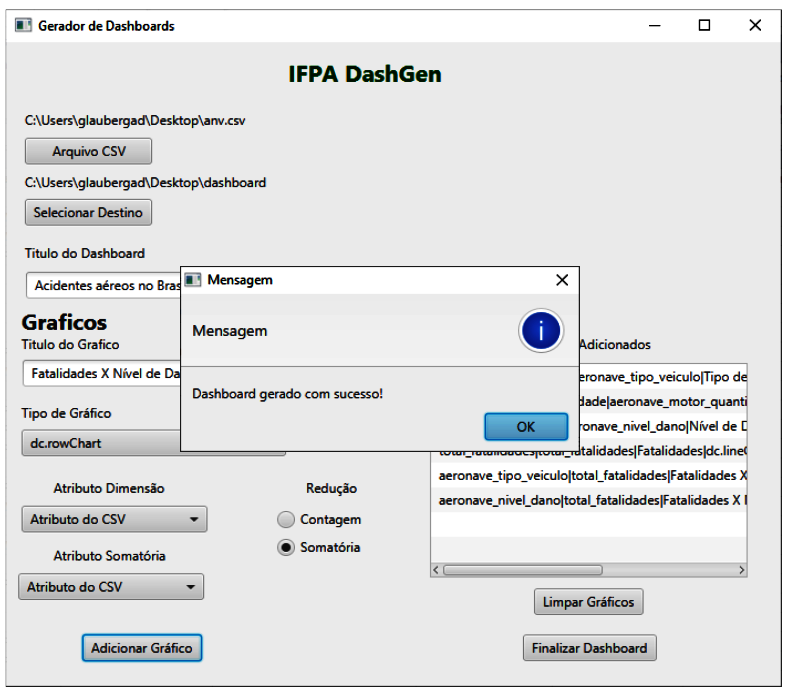 Gerador de Dashboards
IFPA DashGen
C:\Users\glaubergad\Desktop\anv.csv
Arquivo CSV
C:\Users\glaubergad\Desktop\dashboard
Selecionar Destino
Titulo do Dashboard
Acidentes aéreos no Bras
Mensagem
Mensagem
Dashboard gerado com sucesso!
OK
Graficos
Titulo do Grafico
Fatalidades X Nível de Da
Tipo de Gráfico
dc.rowChart
Atributo Dimensão
Atributo do CSV
Atributo Somatória
Atributo do CSV
Redução
Contagem
Somatória
Adicionar Gráfico
Adicionados
eronave_tipo_veiculo|Tipo de
dade|aeronave_motor_quanti
ronave_nivel_dano|Nível de D
total_fatalidades|total_fatalidades|Fatalidades|dc.lineC
aeronave_tipo_veiculo|total_fatalidades|Fatalidades X
aeronave_nivel_dano|total_fatalidades|Fatalidades X I
Limpar Gráficos
Finalizar Dashboard